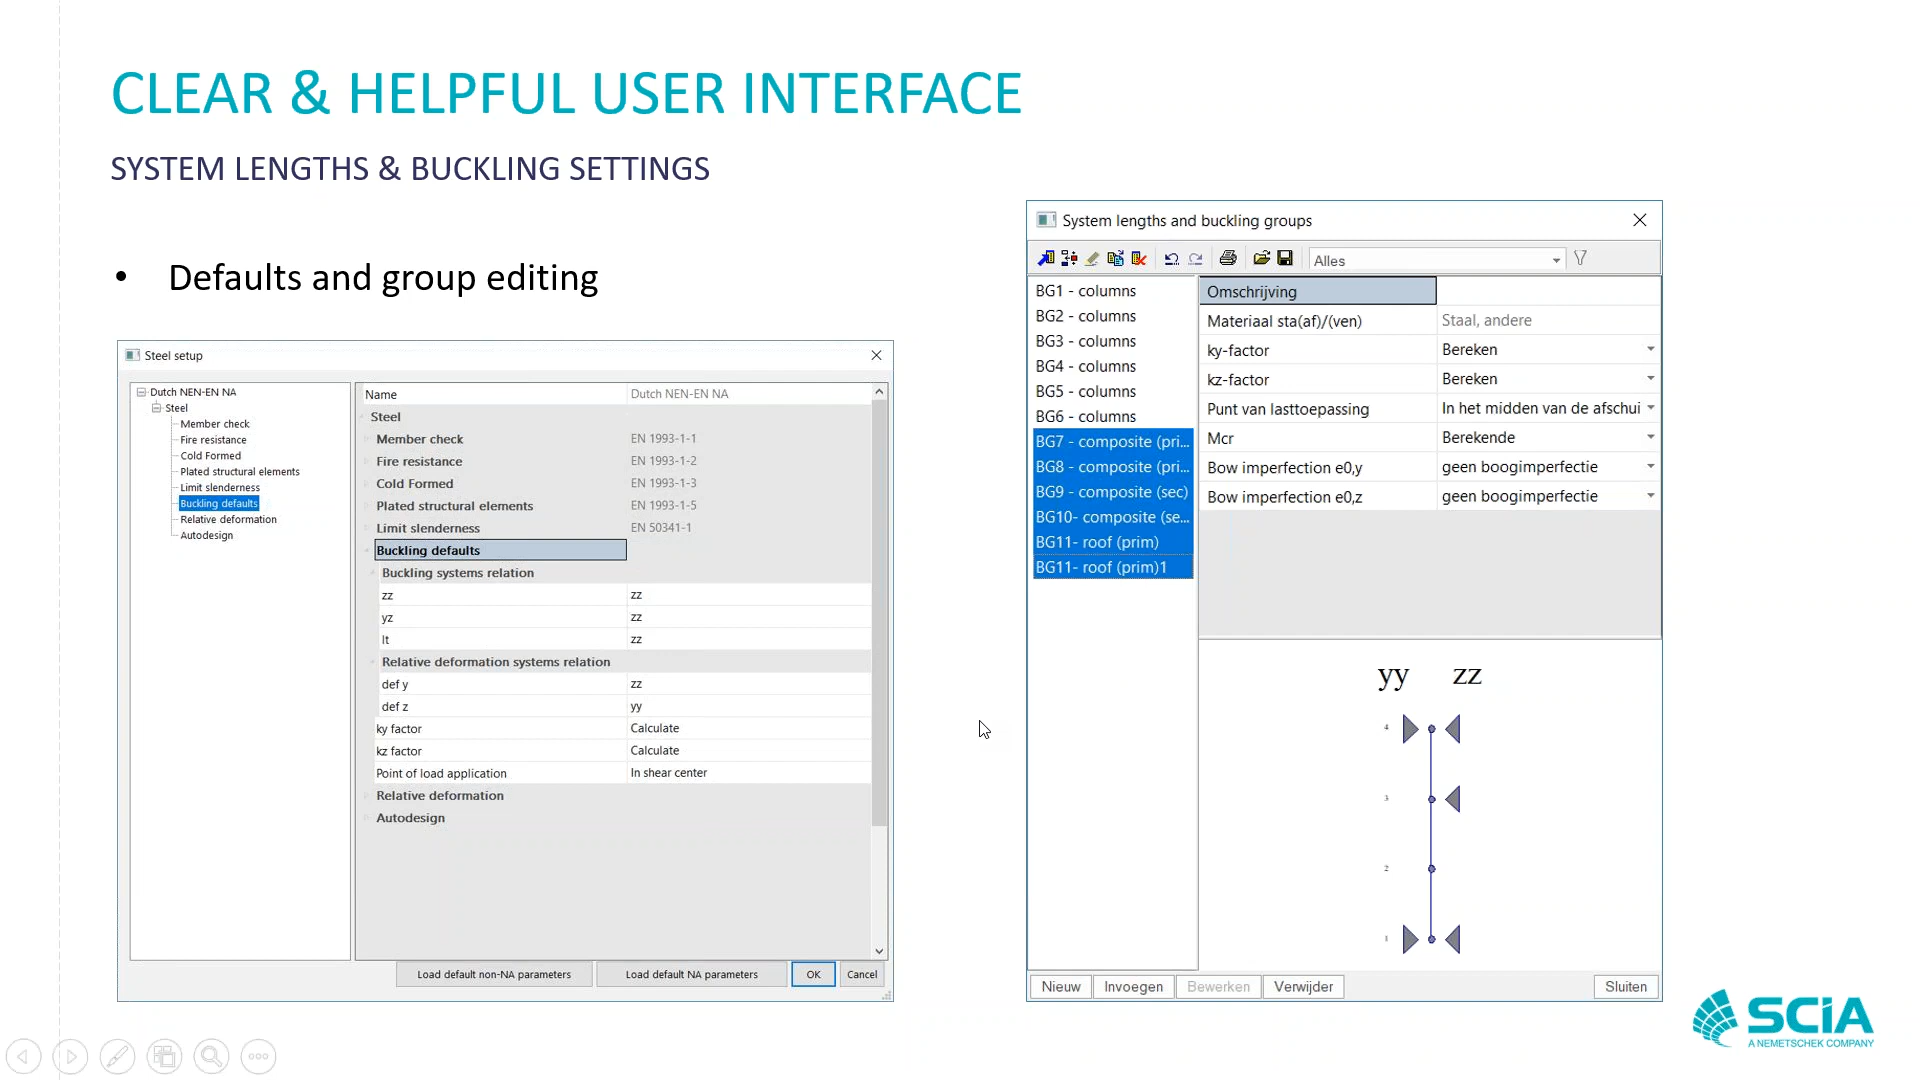 CLEAR & HELPFUL USER INTERFACE
SYSTEM LENGTHS & BUCKLING SETTINGS
• Defaults and group editing
Steel setup
Dutch NEN-EN NA
Steel
Member check
Fire resistance
Cold Formed
Plated structural elements
Limit slenderness
Buckling defaults
Relative deformation
Autodesign
Name Dutch NEN-EN NA
Steel
Member check EN 1993-1-1
Fire resistance EN 1993-1-2
Cold Formed EN 1993-1-3
Plated structural elements EN 1993-1-5
Limit slenderness EN 50341-1
Buckling defaults
Buckling systems relation
zz zz
yz zz
lt zz
Relative deformation systems relation
def y zz
def z yy
ky factor Calculate
kz factor Calculate
Point of load application In shear center
Relative deformation
Autodesign
Load default non-NA parameters Load default NA parameters OK Cancel
System lengths and buckling groups
Alles
BG1 - columns
BG2 - columns
BG3 - columns
BG4 - columns
BG5 - columns
BG6 - columns
BG7 - composite (pri...
BG8 - composite (pri...
BG9 - composite (sec)
BG10- composite (se...
BG11- roof (prim)
BG11- roof (prim)1
Omschrijving
Materiaal sta(af)/(ven) Staal, andere
ky-factor Bereken
kz-factor Bereken
Punt van lasttoepassing In het midden van de afschui
Mcr Berekende
Bow imperfection e0,y geen boogimperfectie
Bow imperfection e0,z geen boogimperfectie
yy zz
4
3
2
1
Nieuw Invoegen Bewerken Verwijder Sluiten
SCIA
A NEMETSCHEK COMPANY